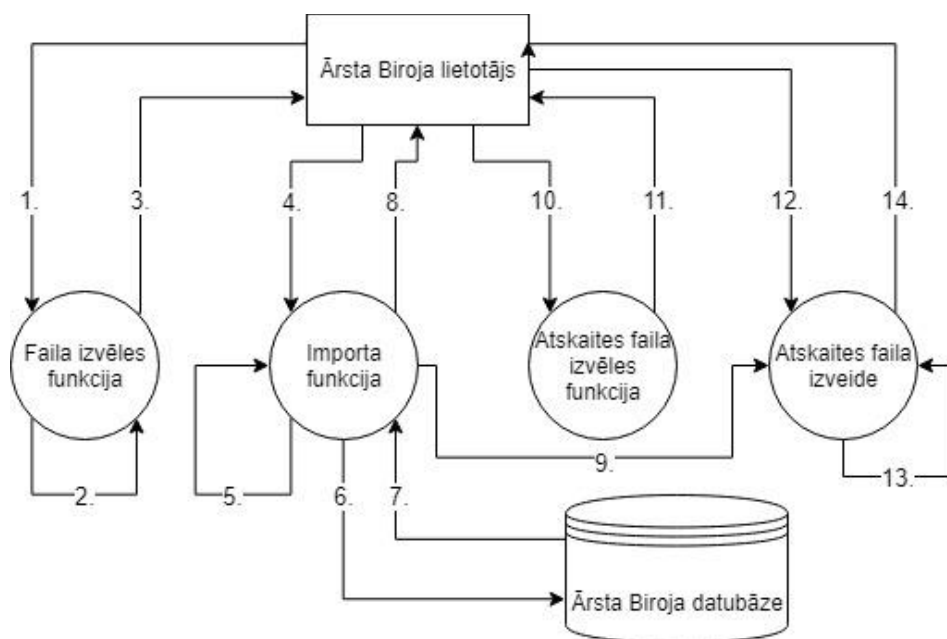 Ārsta Biroja lietotājs
1.
3.
4.
8.
10.
11.
12.
14.
Faila izvēles
funkcija
Importa
funkcija
Atskaites faila
izvēles
funkcija
Atskaites faila
izveide
9.
2.
5.
6.
7.
13.
Ārsta Biroja datubāze